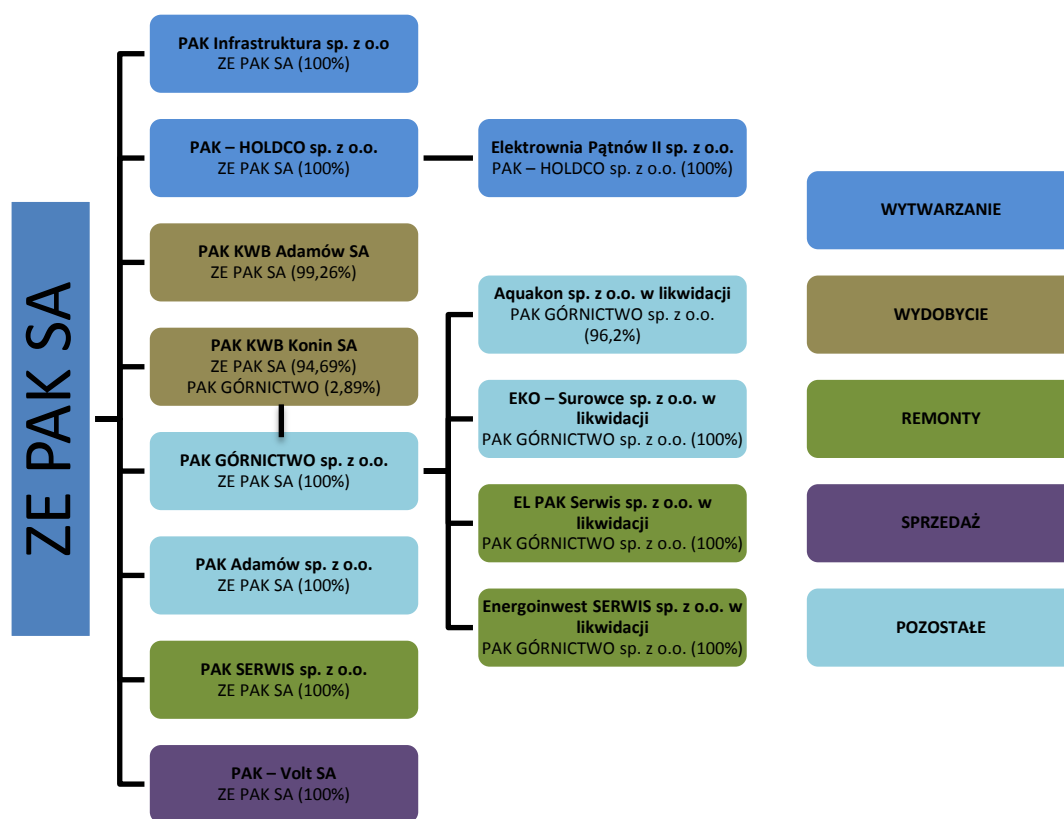 ZE PAK SA
PAK Infrastruktura sp. z o.o
ZE PAK SA (100%)
PAK – HOLDCO sp. z o.o.
ZE PAK SA (100%)
PAK KWB Adamów SA
ZE PAK SA (99,26%)
PAK KWB Konin SA
ZE PAK SA (94,69%)
PAK GÓRNICTWO (2,89%)
PAK GÓRNICTWO sp. z o.o.
ZE PAK SA (100%)
PAK Adamów sp. z o.o.
ZE PAK SA (100%)
PAK SERWIS sp. z o.o.
ZE PAK SA (100%)
PAK – Volt SA
ZE PAK SA (100%)
Elektrownia Pątnów II sp. z o.o.
PAK – HOLDCO sp. z o.o. (100%)
Aquakon sp. z o.o. w likwidacji
PAK GÓRNICTWO sp. z o.o.
(96,2%)
EKO – Surowce sp. z o.o. w
likwidacji
PAK GÓRNICTWO sp. z o.o. (100%)
EL PAK Serwis sp. z o.o. w
likwidacji
PAK GÓRNICTWO sp. z o.o. (100%)
Energoinwest SERWIS sp. z o.o. w
likwidacji
PAK GÓRNICTWO sp. z o.o. (100%)
WYTWARZANIE
WYDOBYCIE
REMONTY
SPRZEDAŻ
POZOSTAŁE